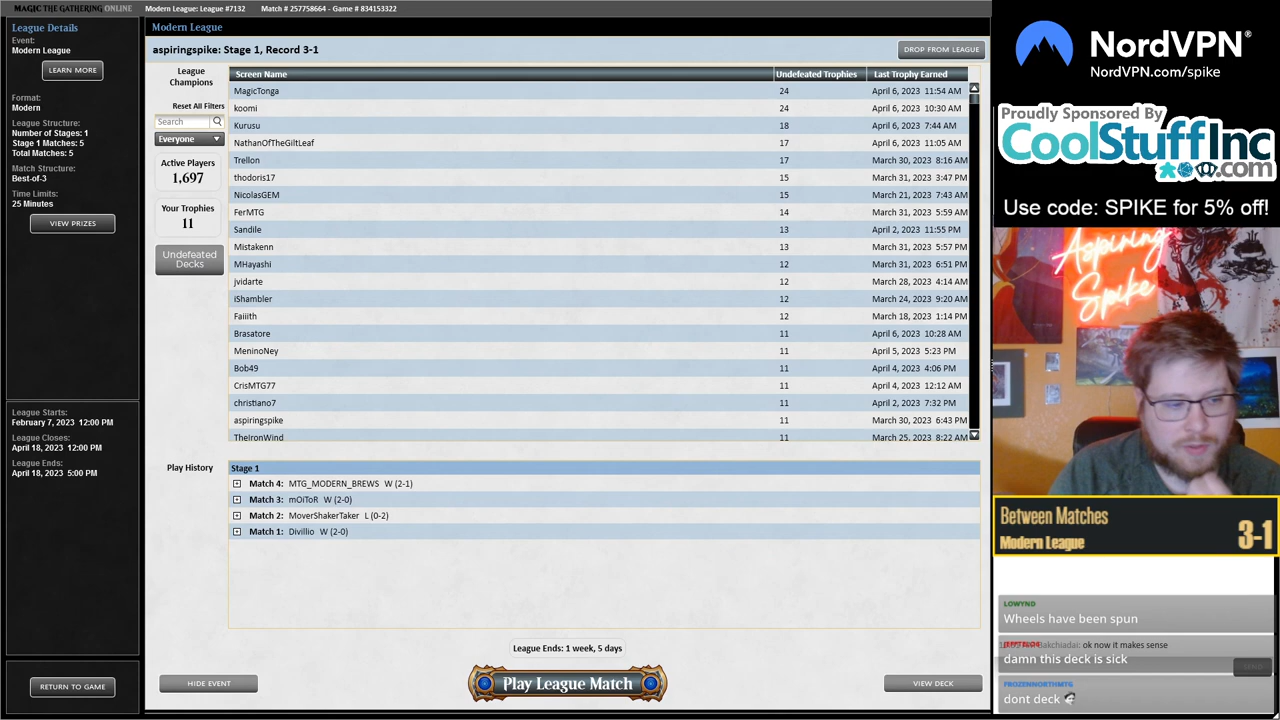 MAGIC THE GATHERING ONLINE
Modern League: League #7132
Match # 257758664 - Game # 834153322
League Details
Event:
Modern League
LEARN MORE
Format:
Modern
League Structure:
Number of Stages: 1
Stage 1 Matches: 5
Total Matches: 5
Match Structure:
Best-of-3
Time Limits:
25 Minutes
VIEW PRIZES
League Starts:
February 7, 2023 12:00 PM
League Closes:
April 18, 2023 12:00 PM
League Ends:
April 18, 2023 5:00 PM
RETURN TO GAME
Modern League
aspiringspike: Stage 1, Record 3-1
DROP FROM LEAGUE
League
Champions
Reset All Filters
Search
Everyone
Active Players
1,697
Your Trophies
11
Undefeated
Decks
Screen Name Undefeated Trophies Last Trophy Earned
MagicTonga 24 April 6, 2023 11:54 AM
koomi 24 April 6, 2023 10:30 AM
Kurusu 18 April 6, 2023 7:44 AM
NathanOfTheGiltLeaf 17 April 6, 2023 11:05 AM
Trellon 17 March 30, 2023 8:16 AM
thodoris17 15 March 31, 2023 3:47 PM
NicolasGEM 15 March 21, 2023 7:43 AM
FerMTG 14 March 31, 2023 5:59 AM
Sandile 13 April 2, 2023 11:55 PM
Mistakenn 13 March 31, 2023 5:57 PM
MHayashi 12 March 31, 2023 6:51 PM
jvidarte 12 March 28, 2023 4:14 AM
iShambler 12 March 24, 2023 9:20 AM
Faiiith 12 March 18, 2023 1:14 PM
Brasatore 11 April 6, 2023 10:28 AM
MeninoNey 11 April 5, 2023 5:23 PM
Bob49 11 April 4, 2023 4:06 PM
CrisMTG77 11 April 4, 2023 12:12 AM
christiano7 11 April 2, 2023 7:32 PM
aspiringspike 11 March 30, 2023 6:43 PM
TheIronWind 11 March 25, 2023 8:22 AM
Play History
Stage 1
Match 4: MTG_MODERN_BREWS W (2-1)
Match 3: mOiToR W (2-0)
Match 2: MoverShakerTaker L (0-2)
Match 1: Divillio W (2-0)
League Ends: 1 week, 5 days
HIDE EVENT
Play League Match
VIEW DECK
NordVPN®
NordVPN.com/spike
Proudly Sponsored By
CoolStuffInc
.com
Use code: SPIKE for 5% off!
Aspiring
Spike
Between Matches
Modern League
3-1
LOWYND
Wheels have been spun
Bakchiadai: ok now it makes sense
damn this deck is sick
SEND
FROZENNORTHMTG
dont deck